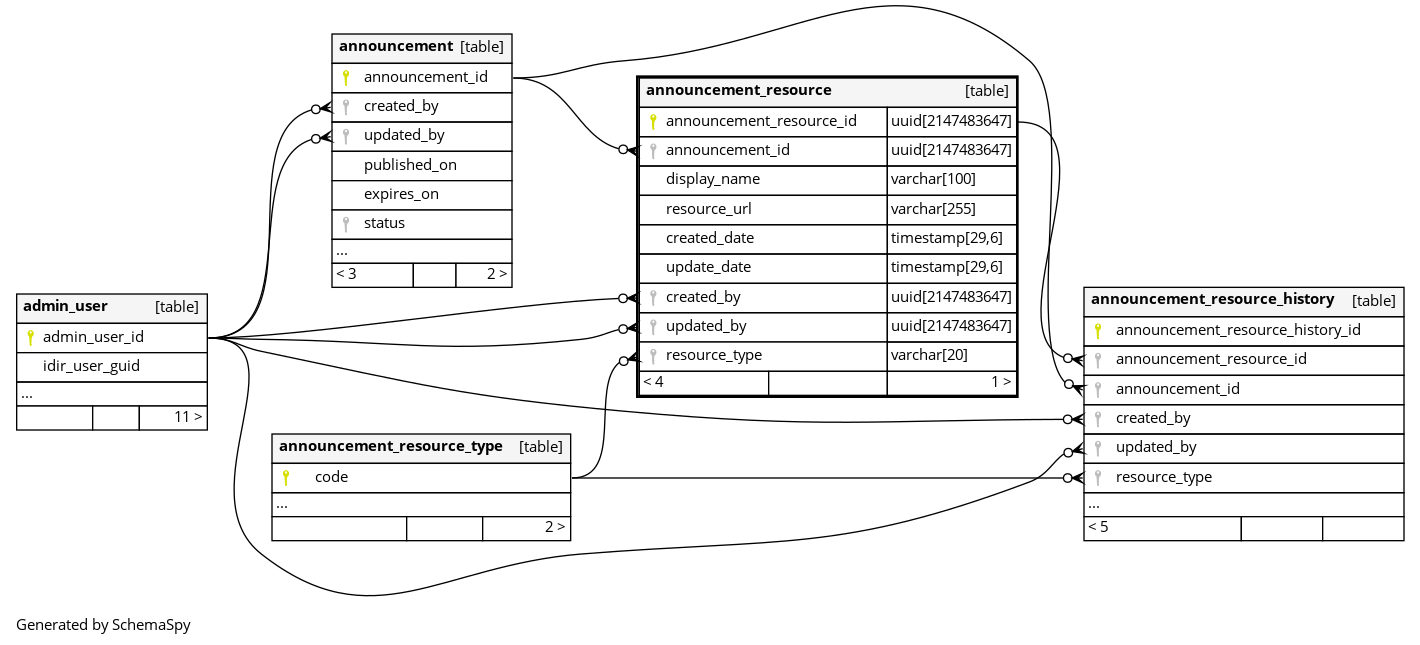 announcement [table]
announcement_id
created_by
updated_by
published_on
expires_on
status
...
< 3 2 >
announcement_resource [table]
announcement_resource_id uuid[2147483647]
announcement_id uuid[2147483647]
display_name varchar[100]
resource_url varchar[255]
created_date timestamp[29,6]
update_date timestamp[29,6]
created_by uuid[2147483647]
updated_by uuid[2147483647]
resource_type varchar[20]
< 4 1 >
admin_user [table]
admin_user_id
idir_user_guid
...
11 >
announcement_resource_history [table]
announcement_resource_history_id
announcement_resource_id
announcement_id
created_by
updated_by
resource_type
...
< 5
announcement_resource_type [table]
code
...
2 >
Generated by SchemaSpy